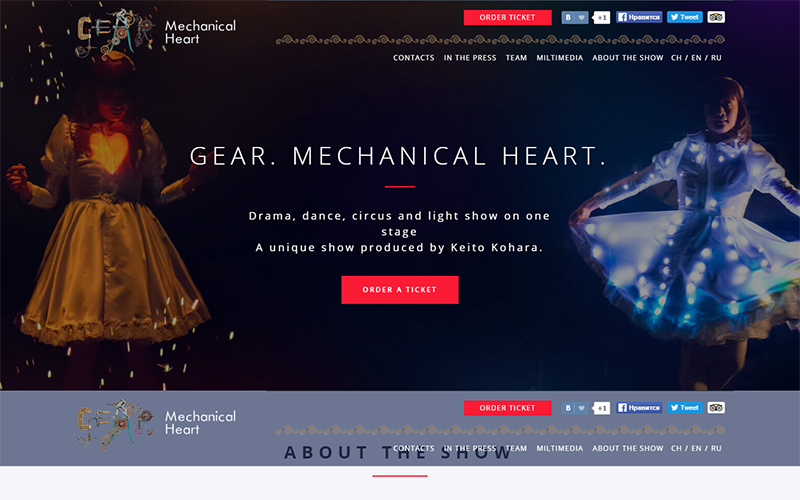 GEAR
Mechanical
Heart
ORDER TICKET
B
+1
Нравится
Tweet
CONTACTS IN THE PRESS TEAM MILTIMEDIA ABOUT THE SHOW CH / EN / RU
GEAR. MECHANICAL HEART.
Drama, dance, circus and light show on one
stage
A unique show produced by Keito Kohara.
ORDER A TICKET
GEAR
Mechanical
Heart
ORDER TICKET
B
+1
Нравится
Tweet
CONTACTS IN THE PRESS TEAM MILTIMEDIA ABOUT THE SHOW CH / EN / RU
ABOUT THE SHOW